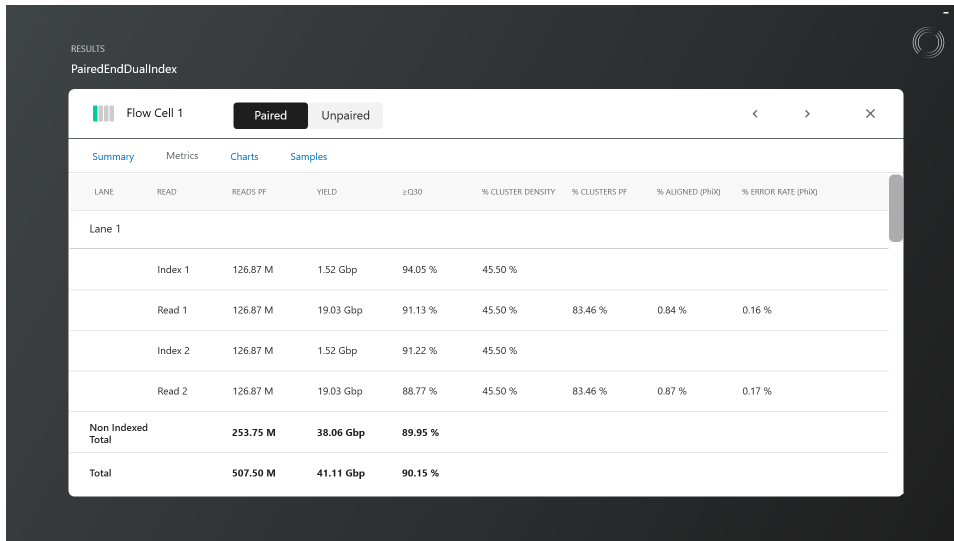 RESULTS
PairedEndDualIndex
Flow Cell 1 Paired Unpaired
Summary Metrics Charts Samples
LANE READ READS PF YIELD ≥Q30 % CLUSTER DENSITY % CLUSTERS PF % ALIGNED (PhiX) % ERROR RATE (PhiX)
Lane 1
Index 1 126.87 M 1.52 Gbp 94.05 % 45.50 %
Read 1 126.87 M 19.03 Gbp 91.13 % 45.50 % 83.46 % 0.84 % 0.16 %
Index 2 126.87 M 1.52 Gbp 91.22 % 45.50 %
Read 2 126.87 M 19.03 Gbp 88.77 % 45.50 % 83.46 % 0.87 % 0.17 %
Non Indexed
Total 253.75 M 38.06 Gbp 89.95 %
Total 507.50 M 41.11 Gbp 90.15 %